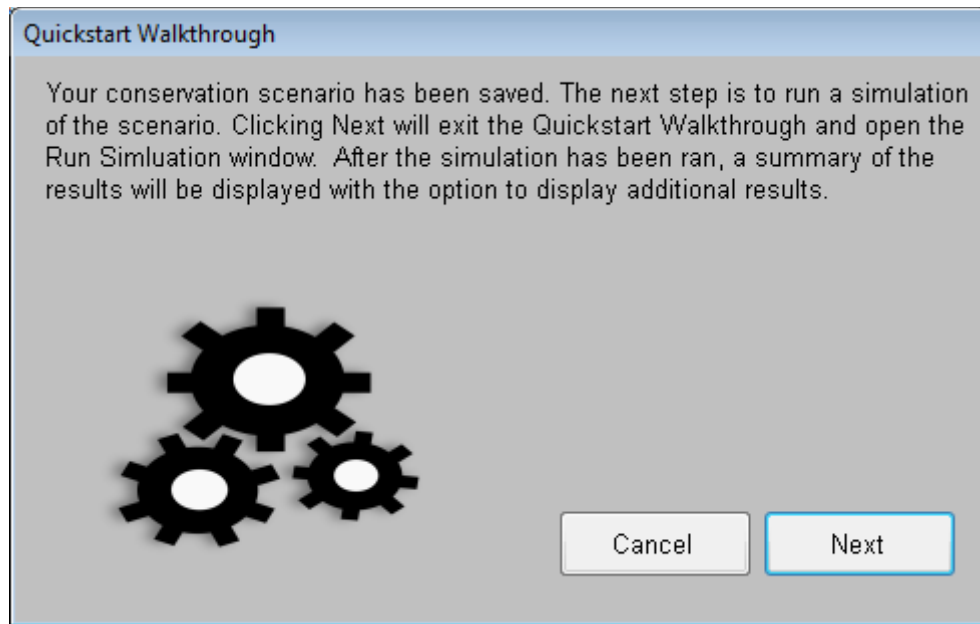 Quickstart Walkthrough
Your conservation scenario has been saved. The next step is to run a simulation
of the scenario. Clicking Next will exit the Quickstart Walkthrough and open the
Run Simluation window.  After the simulation has been ran, a summary of the
results will be displayed with the option to display additional results.
Cancel Next